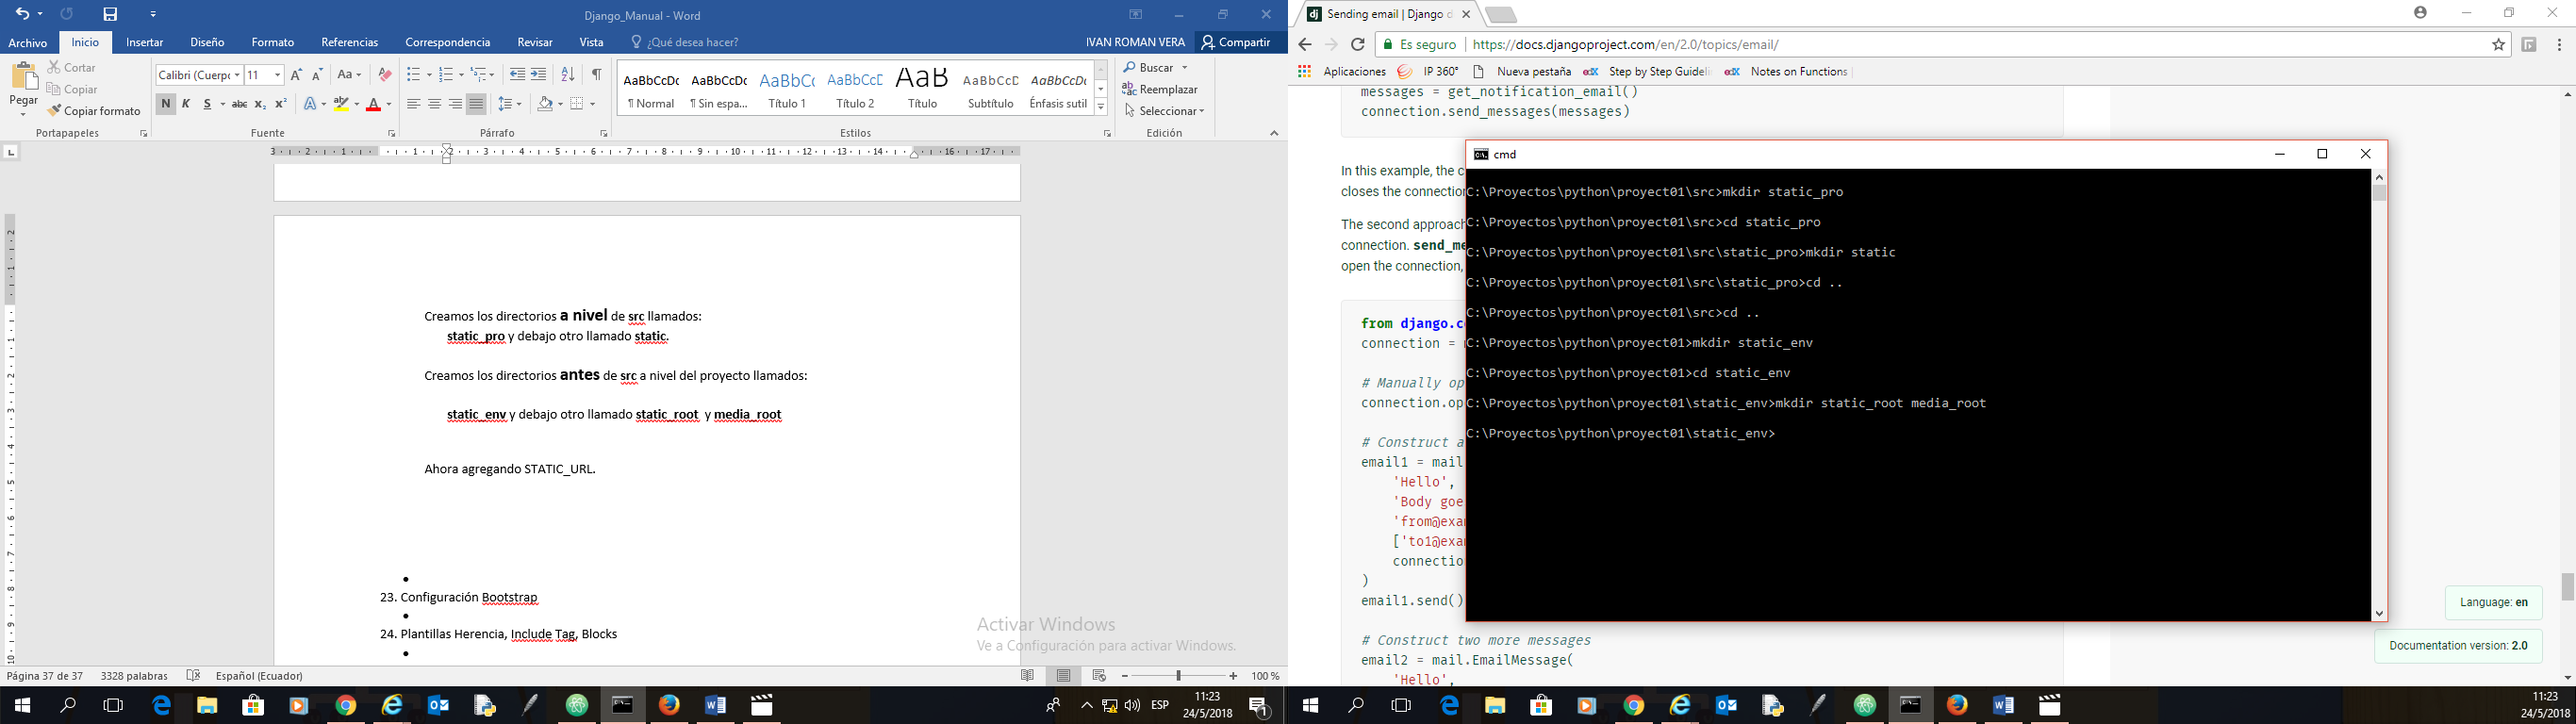 Django_Manual - Word
Archivo
Inicio
Insertar
Diseño
Formato
Referencias
Correspondencia
Revisar
Vista
¿Qué desea hacer?
IVAN ROMAN VERA
Compartir
Pegar
Cortar
Copiar
Copiar formato
Portapapeles
Calibri (Cuerp
11
Fuente
Párrafo
AaBbCcDc
¶ Normal
AaBbCcDc
¶ Sin espa...
AaBbC(
Título 1
AaBbCcE
Título 2
AaB
Título
AaBbCcD
Subtítulo
AaBbCcDt
Énfasis sutil
Estilos
Buscar
Reemplazar
Seleccionar
Edición
Creamos los directorios a nivel de src llamados:
static_pro y debajo otro llamado static.
Creamos los directorios antes de src a nivel del proyecto llamados:
static_env y debajo otro llamado static_root y media_root
Ahora agregando STATIC_URL.
23. Configuración Bootstrap
24. Plantillas Herencia, Include Tag, Blocks
Activar Windows
Ve a Configuración para activar Windows.
Página 37 de 37
3328 palabras
Español (Ecuador)
100 %
ESP
11:23
24/5/2018
1
Sending email | Django d
Es seguro
https://docs.djangoproject.com/en/2.0/topics/email/
Aplicaciones
IP 360°
Nueva pestaña
Step by Step Guideli
Notes on Functions
messages = get_notification_email()
connection.send_messages(messages)
In this example, the c
closes the connection
The second approach
connection. send_me
open the connection,
from django.co
connection =
# Manually op
connection.op
# Construct a
email1 = mail
'Hello',
'Body goe
'from@exam
['to1@exa
connectio
)
email1.send()
# Construct two more messages
email2 = mail.EmailMessage(
'Hello',
cmd
C:\Proyectos\python\proyect01\src>mkdir static_pro
C:\Proyectos\python\proyect01\src>cd static_pro
C:\Proyectos\python\proyect01\src\static_pro>mkdir static
C:\Proyectos\python\proyect01\src\static_pro>cd ..
C:\Proyectos\python\proyect01\src>cd ..
C:\Proyectos\python\proyect01>mkdir static_env
C:\Proyectos\python\proyect01>cd static_env
C:\Proyectos\python\proyect01\static_env>mkdir static_root media_root
C:\Proyectos\python\proyect01\static_env>
Language: en
Documentation version: 2.0
11:23
24/5/2018